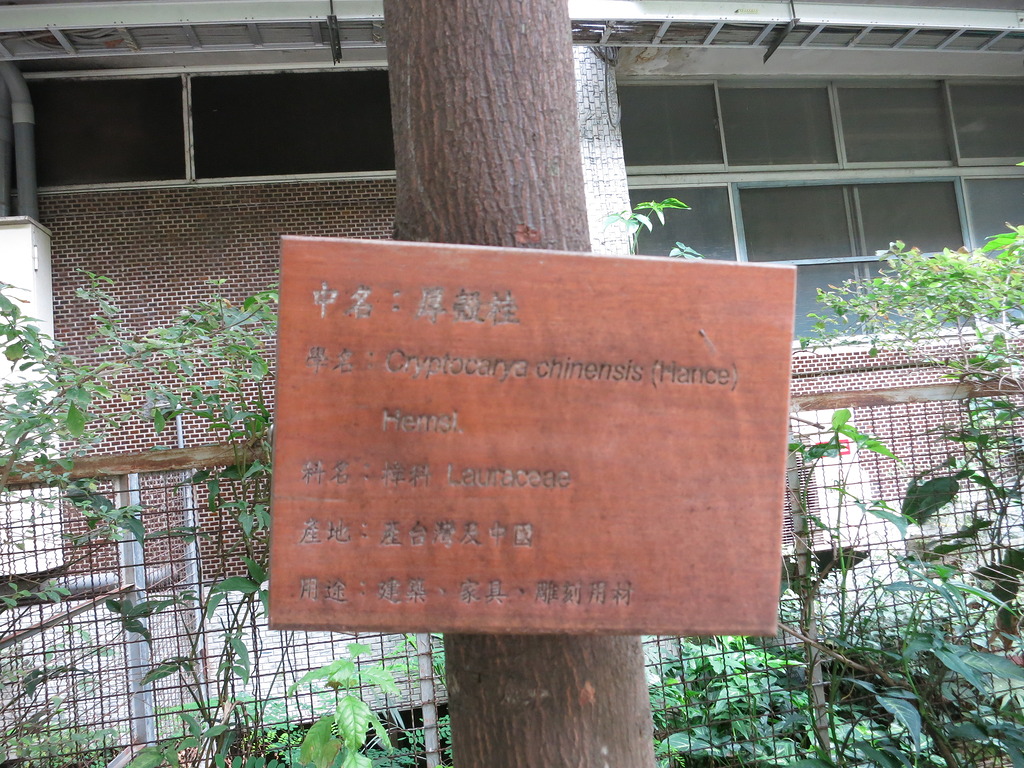 中名：厚殼桂
學名：Cryptocarya chinensis (Hance)
Hemsl.
科名：樟科 Lauraceae
產地：產台灣及中國
用途：建築、家具、雕刻用材